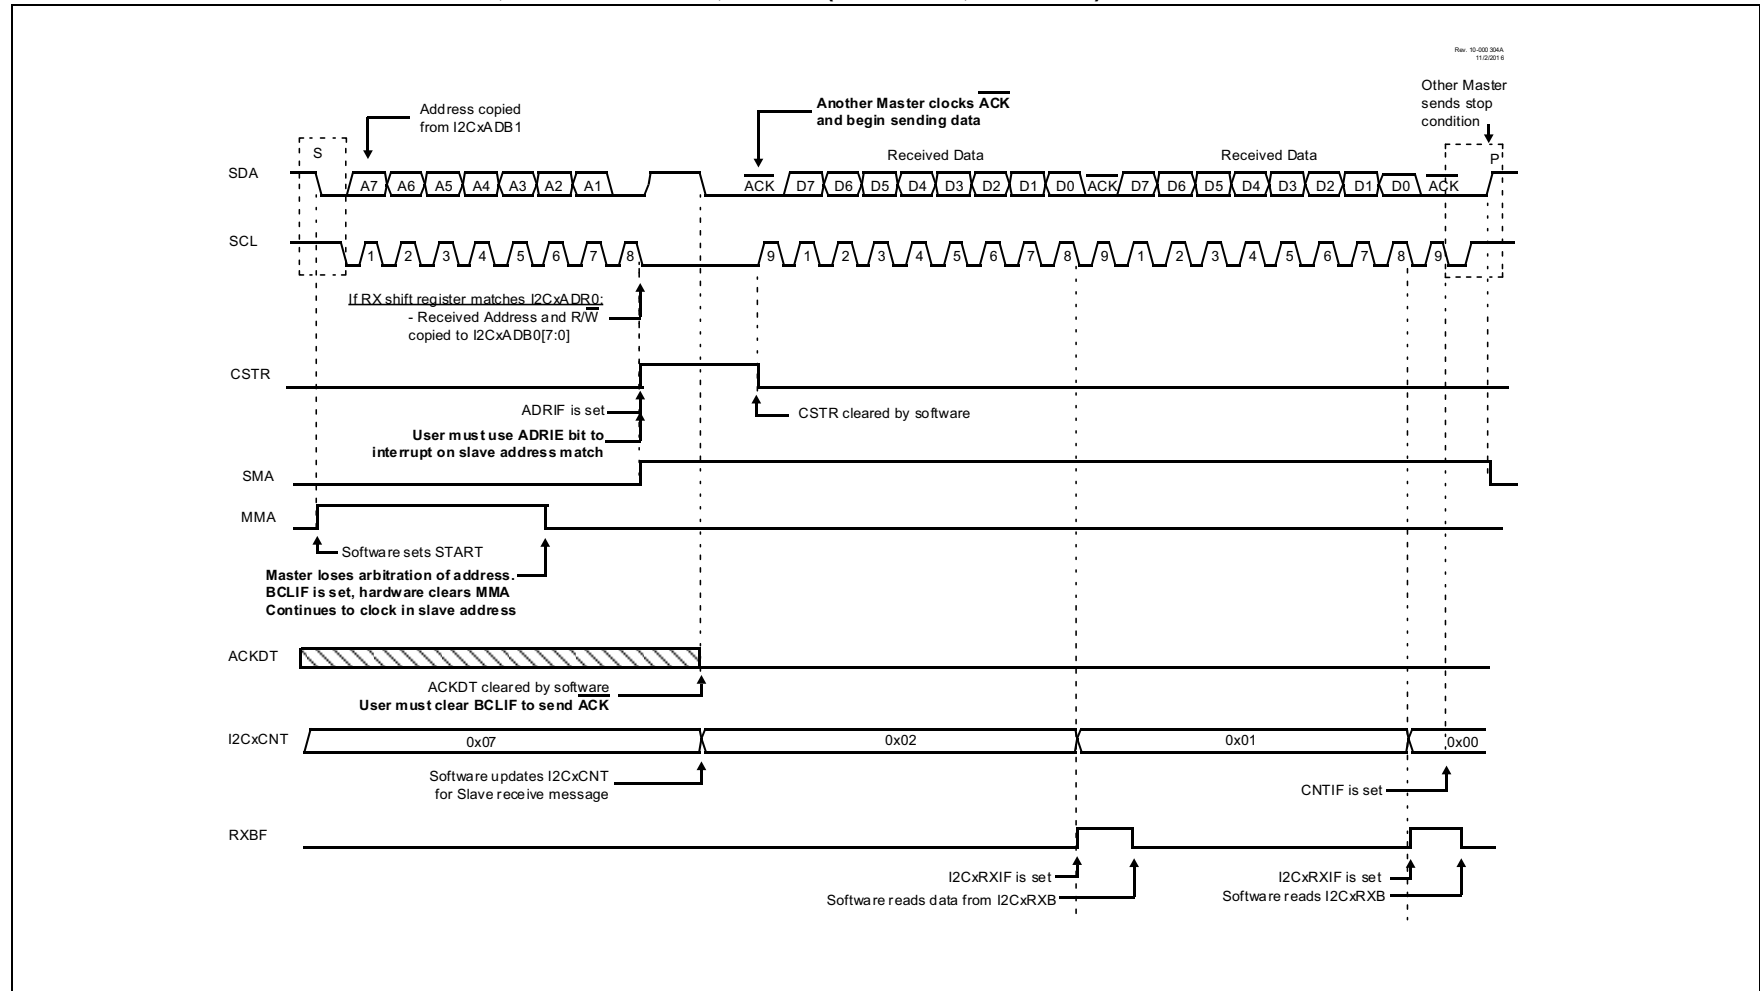 Rev. 10-000 304A
11/2/2016
Other Master
sends stop
condition
Address copied
from I2CxADB1
Another Master clocks ACK
and begin sending data
S
Received Data
Received Data
P
SDA
A7 A6 A5 A4 A3 A2 A1 ACK D7 D6 D5 D4 D3 D2 D1 D0 ACK D7 D6 D5 D4 D3 D2 D1 D0 ACK
SCL
1 2 3 4 5 6 7 8 9 1 2 3 4 5 6 7 8 9 1 2 3 4 5 6 7 8 9
If RX shift register matches I2CxADR0:
- Received Address and R/W
copied to I2CxADB0[7:0]
CSTR
ADRIF is set
CSTR cleared by software
User must use ADRIE bit to
interrupt on slave address match
SMA
MMA
Software sets START
Master loses arbitration of address.
BCLIF is set, hardware clears MMA
Continues to clock in slave address
ACKDT
ACKDT cleared by software
User must clear BCLIF to send ACK
I2CxCNT
0x07 0x02 0x01 0x00
Software updates I2CxCNT
for Slave receive message
CNTIF is set
RXBF
I2CxRXIF is set
Software reads data from I2CxRXB
I2CxRXIF is set
Software reads I2CxRXB